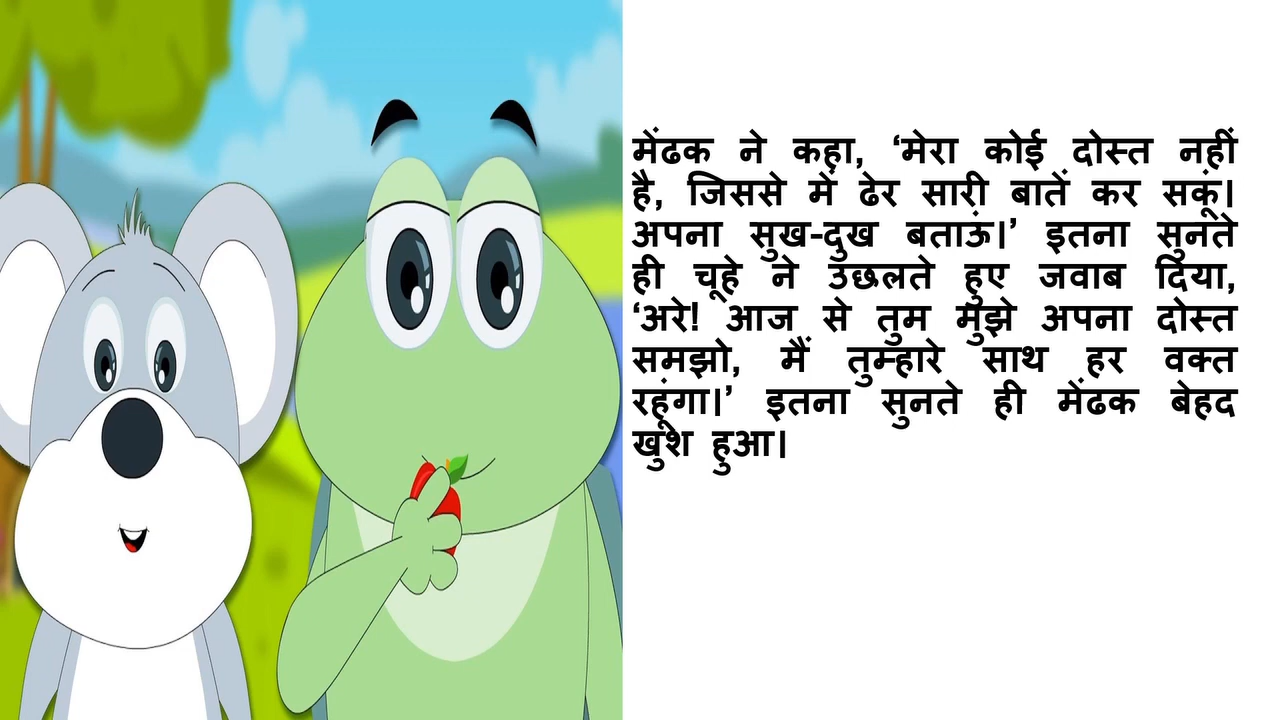 मेंढक ने कहा, ‘मेरा कोई दोस्त नहीं
है, जिससे में ढेर सारी बातें कर सकूं।
अपना सुख-दुख बताऊं।’ इतना सुनते
ही चूहे ने उछलते हुए जवाब दिया,
‘अरे! आज से तुम मुझे अपना दोस्त
समझो, मैं तुम्हारे साथ हर वक्त
रहूंगा।’ इतना सुनते ही मेंढक बेहद
खुश हुआ।